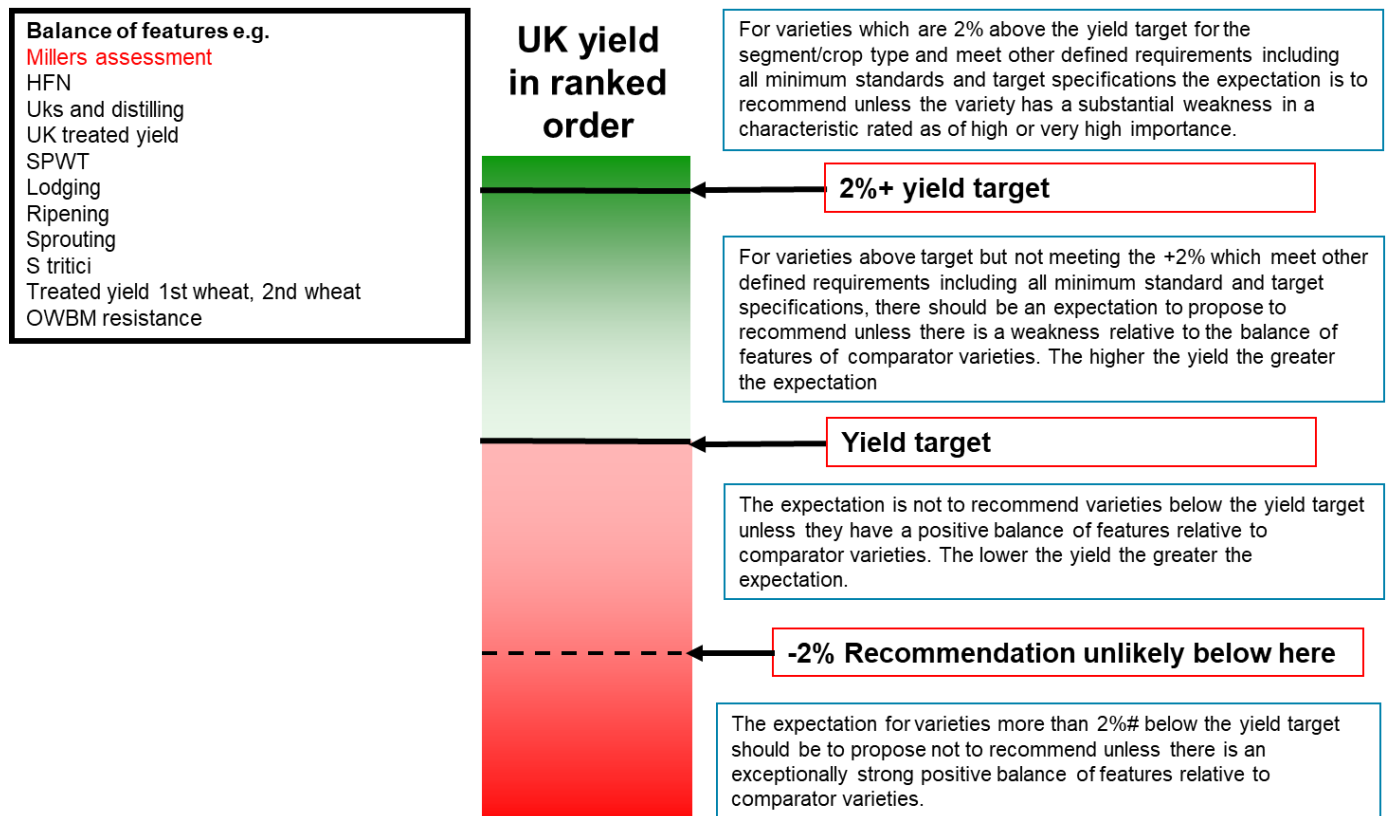 Balance of features e.g.
Millers assessment
HFN
Uks and distilling
UK treated yield
SPWT
Lodging
Ripening
Sprouting
S tritici
Treated yield 1st wheat, 2nd wheat
OWBM resistance
UK yield
in ranked
order
For varieties which are 2% above the yield target for the
segment/crop type and meet other defined requirements including
all minimum standards and target specifications the expectation is to
recommend unless the variety has a substantial weakness in a
characteristic rated as of high or very high importance.
2%+ yield target
For varieties above target but not meeting the +2% which meet other
defined requirements including all minimum standard and target
specifications, there should be an expectation to propose to
recommend unless there is a weakness relative to the balance of
features of comparator varieties. The higher the yield the greater
the expectation
Yield target
The expectation is not to recommend varieties below the yield target
unless they have a positive balance of features relative to
comparator varieties. The lower the yield the greater the
expectation.
-2% Recommendation unlikely below here
The expectation for varieties more than 2%# below the yield target
should be to propose not to recommend unless there is an
exceptionally strong positive balance of features relative to
comparator varieties.